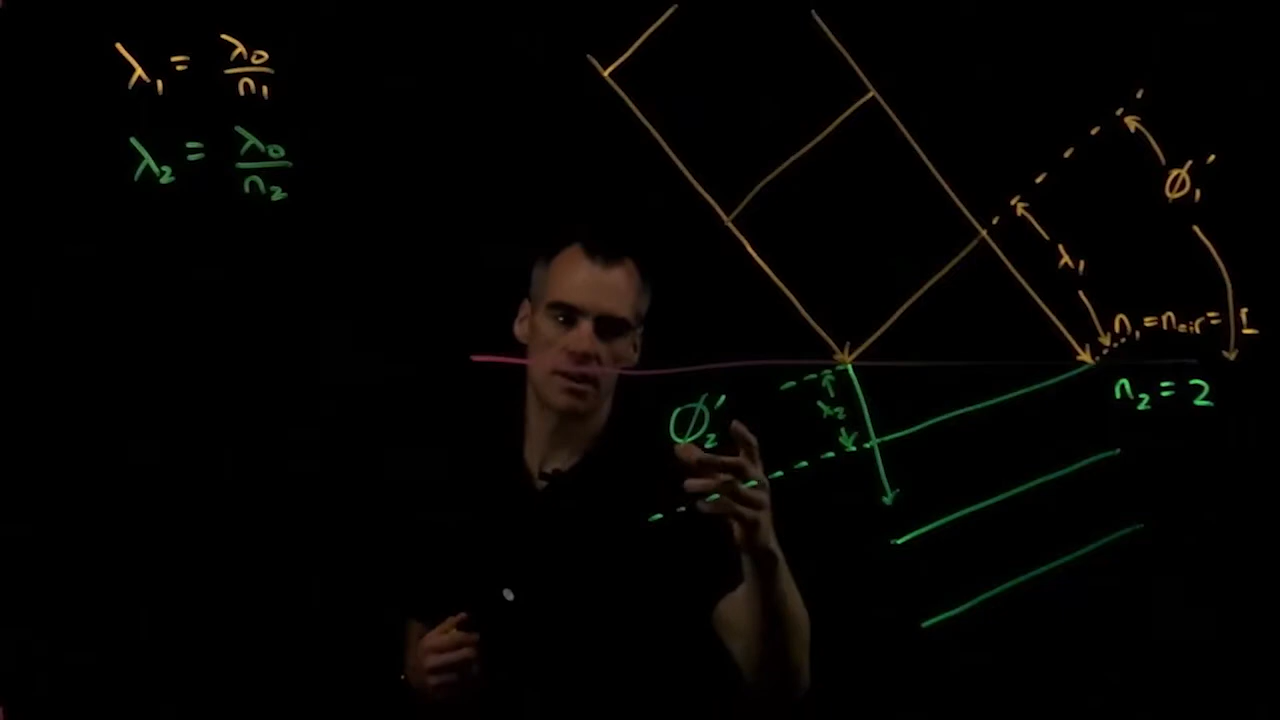 λ₁ = λ₀/n₁
λ₂ = λ₀/n₂
ϕ₁′
λ₁
n₁ = nₐᵢᵣ = 1
n₂ = 2
λ₂
ϕ₂′